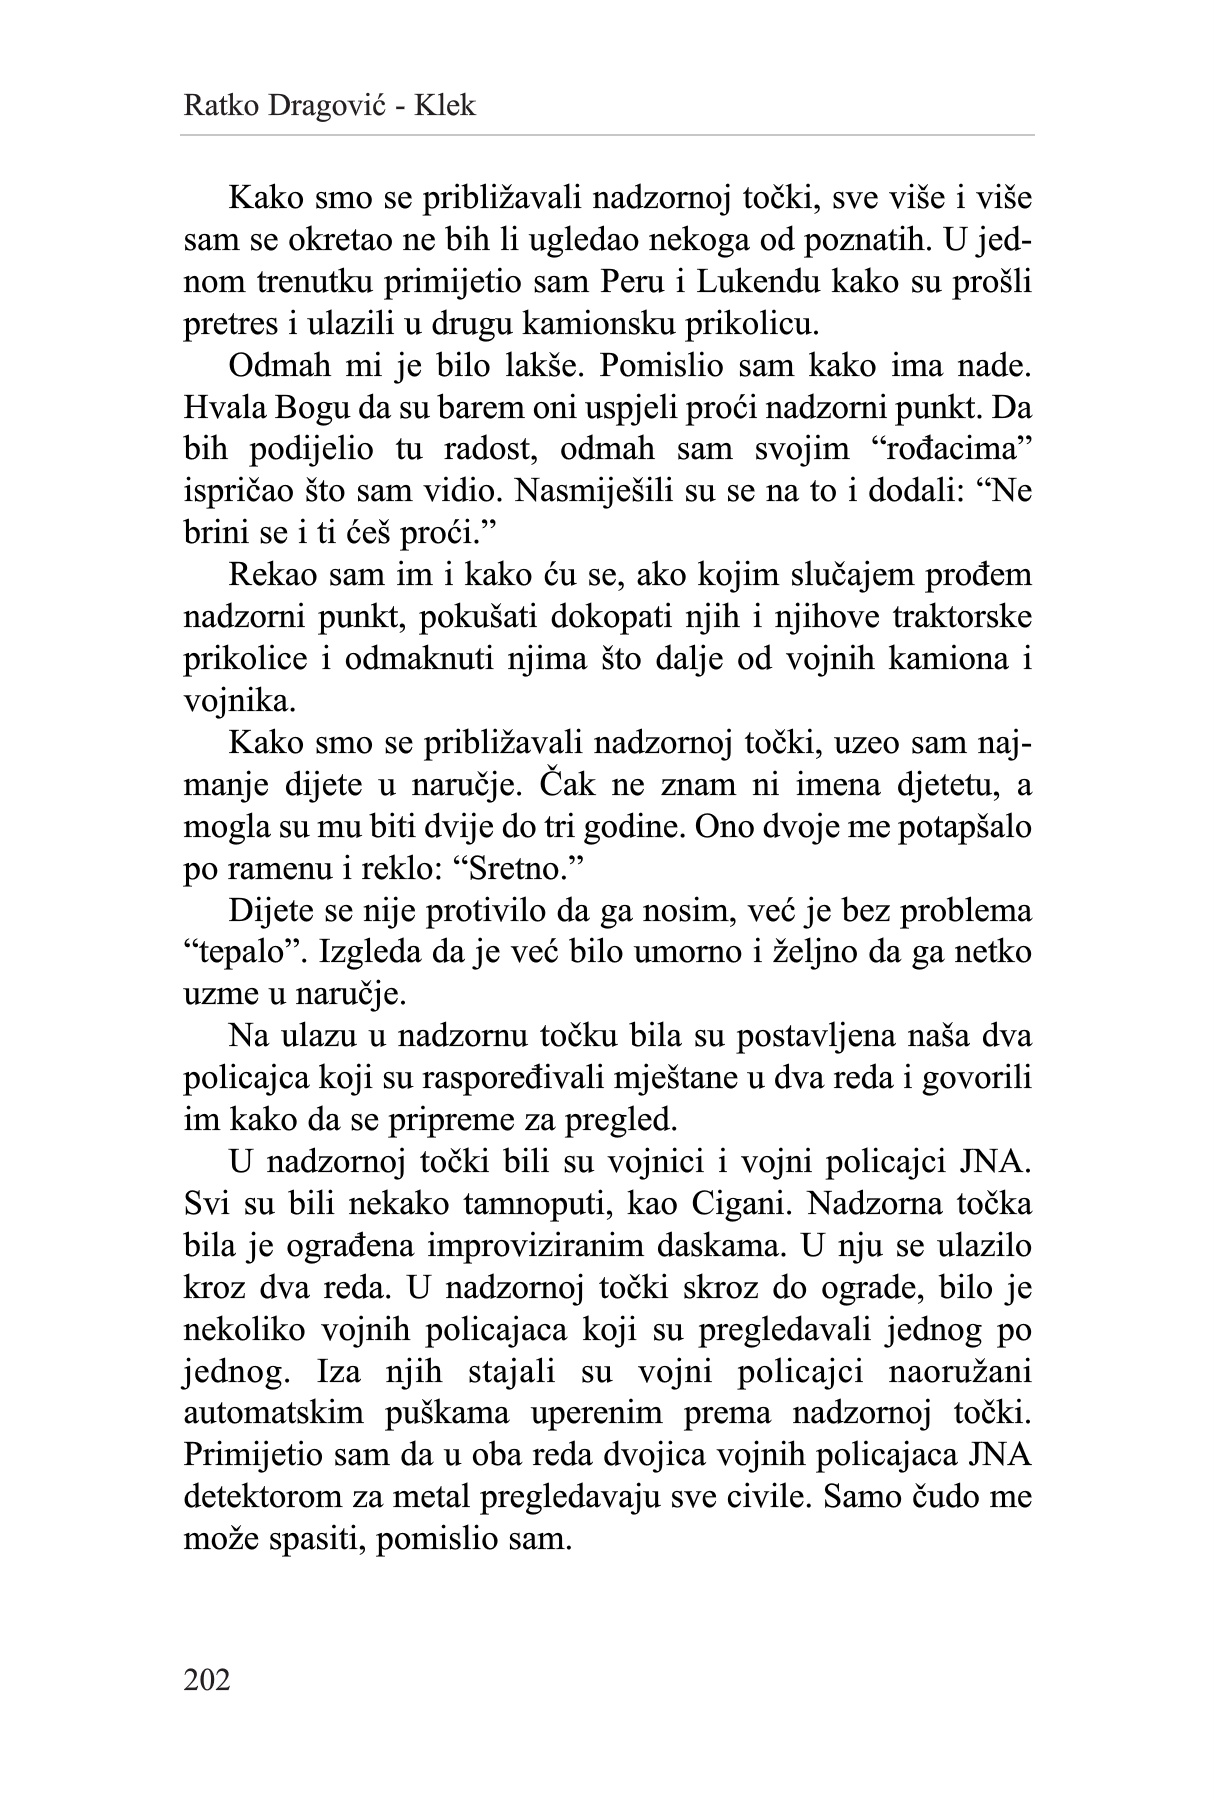 Ratko Dragović - Klek
Kako smo se približavali nadzornoj točki, sve više i više
sam se okretao ne bih li ugledao nekoga od poznatih. U jed-
nom trenutku primijetio sam Peru i Lukendu kako su prošli
pretres i ulazili u drugu kamionsku prikolicu.
Odmah mi je bilo lakše. Pomislio sam kako ima nade.
Hvala Bogu da su barem oni uspjeli proći nadzorni punkt. Da
bih podijelio tu radost, odmah sam svojim “rođacima”
ispričao što sam vidio. Nasmiješili su se na to i dodali: “Ne
brini se i ti ćeš proći.”
Rekao sam im i kako ću se, ako kojim slučajem prođem
nadzorni punkt, pokušati dokopati njih i njihove traktorske
prikolice i odmaknuti njima što dalje od vojnih kamiona i
vojnika.
Kako smo se približavali nadzornoj točki, uzeo sam naj-
manje dijete u naručje. Čak ne znam ni imena djetetu, a
mogla su mu biti dvije do tri godine. Ono dvoje me potapšalo
po ramenu i reklo: “Sretno.”
Dijete se nije protivilo da ga nosim, već je bez problema
“tepalo”. Izgleda da je već bilo umorno i željno da ga netko
uzme u naručje.
Na ulazu u nadzornu točku bila su postavljena naša dva
policajca koji su raspoređivali mještane u dva reda i govorili
im kako da se pripreme za pregled.
U nadzornoj točki bili su vojnici i vojni policajci JNA.
Svi su bili nekako tamnoputi, kao Cigani. Nadzorna točka
bila je ograđena improviziranim daskama. U nju se ulazilo
kroz dva reda. U nadzornoj točki skroz do ograde, bilo je
nekoliko vojnih policajaca koji su pregledavali jednog po
jednog. Iza njih stajali su vojni policajci naoružani
automatskim puškama uperenim prema nadzornoj točki.
Primijetio sam da u oba reda dvojica vojnih policajaca JNA
detektorom za metal pregledavaju sve civile. Samo čudo me
može spasiti, pomislio sam.
202